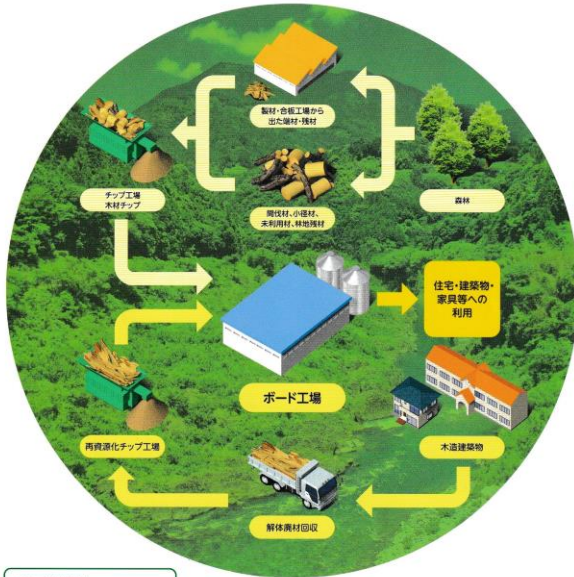 製材・合板工場から
出た端材・残材
チップ工場
木材チップ
間伐材、小径材、
未利用材、林地残材
森林
住宅・建築物・
家具等への
利用
ボード工場
再資源化チップ工場
木造建築物
解体廃材回収